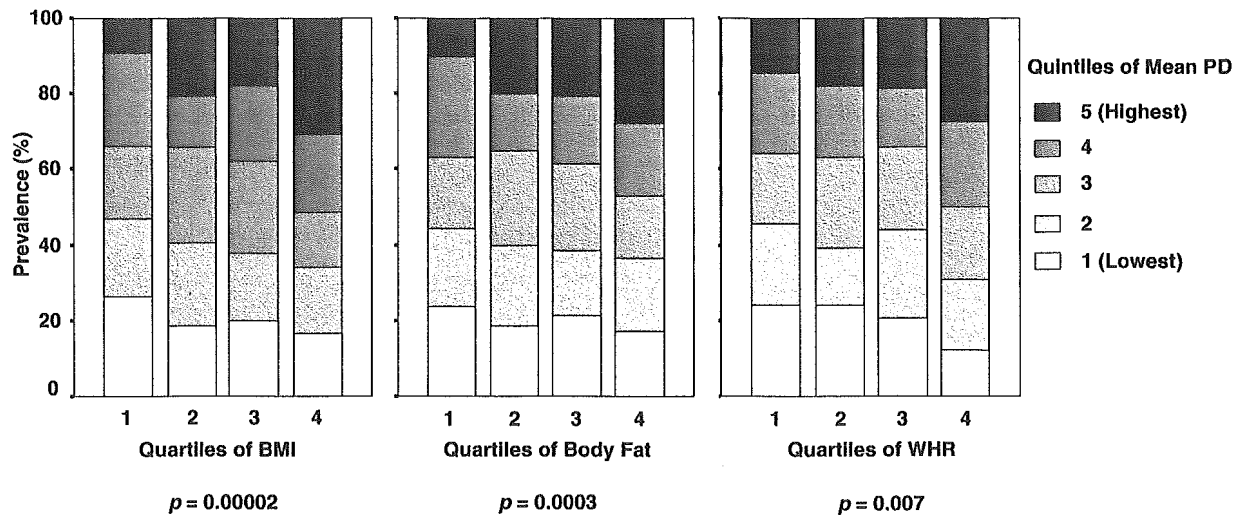 100
80
60
40
20
0
Prevalence (%)
1 2 3 4
Quartiles of BMI
p = 0.00002
1 2 3 4
Quartiles of Body Fat
p = 0.0003
1 2 3 4
Quartiles of WHR
p = 0.007
Quintiles of Mean PD
5 (Highest)
4
3
2
1 (Lowest)